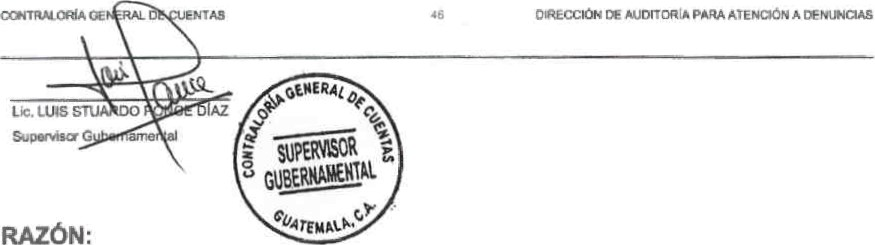 CONTRALORÍA GENERAL DE CUENTAS 46 DIRECCIÓN DE AUDITORÍA PARA ATENCIÓN A DENUNCIAS
Lic. LUIS STUARDO PONCE DÍAZ
Supervisor Gubernamental
CONTRALORÍA GENERAL DE CUENTAS
SUPERVISOR
GUBERNAMENTAL
GUATEMALA, C.A.
RAZÓN: